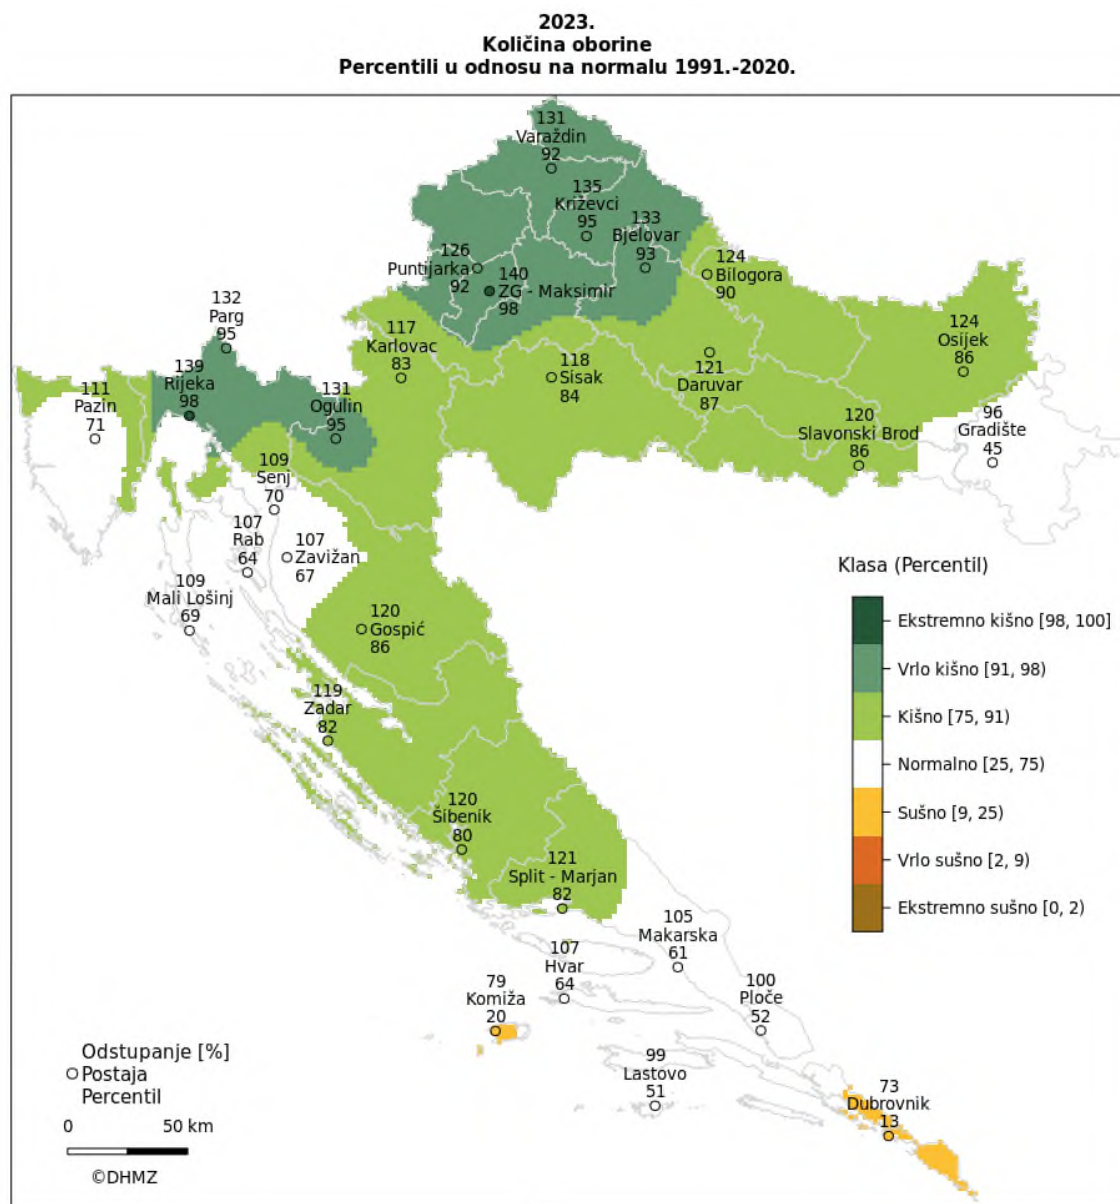 2023.
Količina oborine
Percentili u odnosu na normalu 1991.-2020.
131
Varaždin
92
135
Križevci
95
133
Bjelovar
93
126
Puntijarka
92
140
ZG - Maksimir
98
124
Bilogora
90
132
Parg
95
117
Karlovac
83
118
Sisak
84
121
Daruvar
87
124
Osijek
86
139
Rijeka
98
111
Pazin
71
131
Ogulin
95
120
Slavonski Brod
86
96
Gradište
45
109
Senj
70
107
Rab
64
107
Zavižan
67
109
Mali Lošinj
69
120
Gospić
86
119
Zadar
82
120
Šibenik
80
121
Split - Marjan
82
105
Makarska
61
107
Hvar
64
79
Komiža
20
100
Ploče
52
99
Lastovo
51
73
Dubrovnik
13
Klasa (Percentil)
Ekstremno kišno [98, 100]
Vrlo kišno [91, 98)
Kišno [75, 91)
Normalno [25, 75)
Sušno [9, 25)
Vrlo sušno [2, 9)
Ekstremno sušno [0, 2)
Odstupanje [%]
Postaja
Percentil
0 50 km
©DHMZ